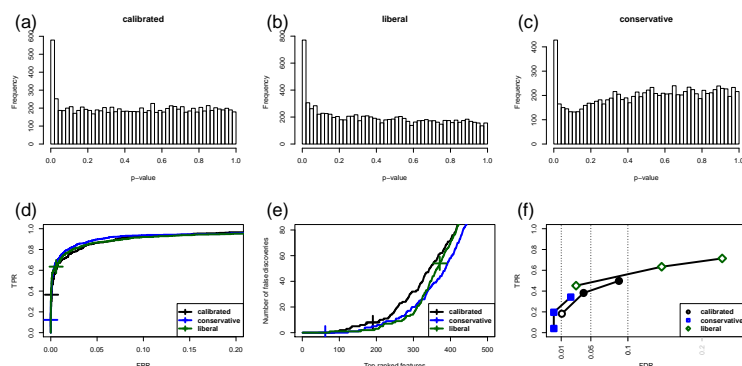 (a) calibrated
Frequency
0 100 200 300 400 500 600
0.0 0.2 0.4 0.6 0.8 1.0
p-value
(b) liberal
Frequency
0 200 400 600 800
0.0 0.2 0.4 0.6 0.8 1.0
p-value
(c) conservative
Frequency
0 100 200 300 400
0.0 0.2 0.4 0.6 0.8 1.0
p-value
(d)
TPR
0.0 0.2 0.4 0.6 0.8 1.0
0.00 0.05 0.10 0.15 0.20
FPR
calibrated
conservative
liberal
(e)
Number of false discoveries
0 20 40 60 80
0 100 200 300 400 500
Top ranked features
calibrated
conservative
liberal
(f)
TPR
0.0 0.2 0.4 0.6 0.8 1.0
0.01 0.05 0.1 0.2
FDR
calibrated
conservative
liberal